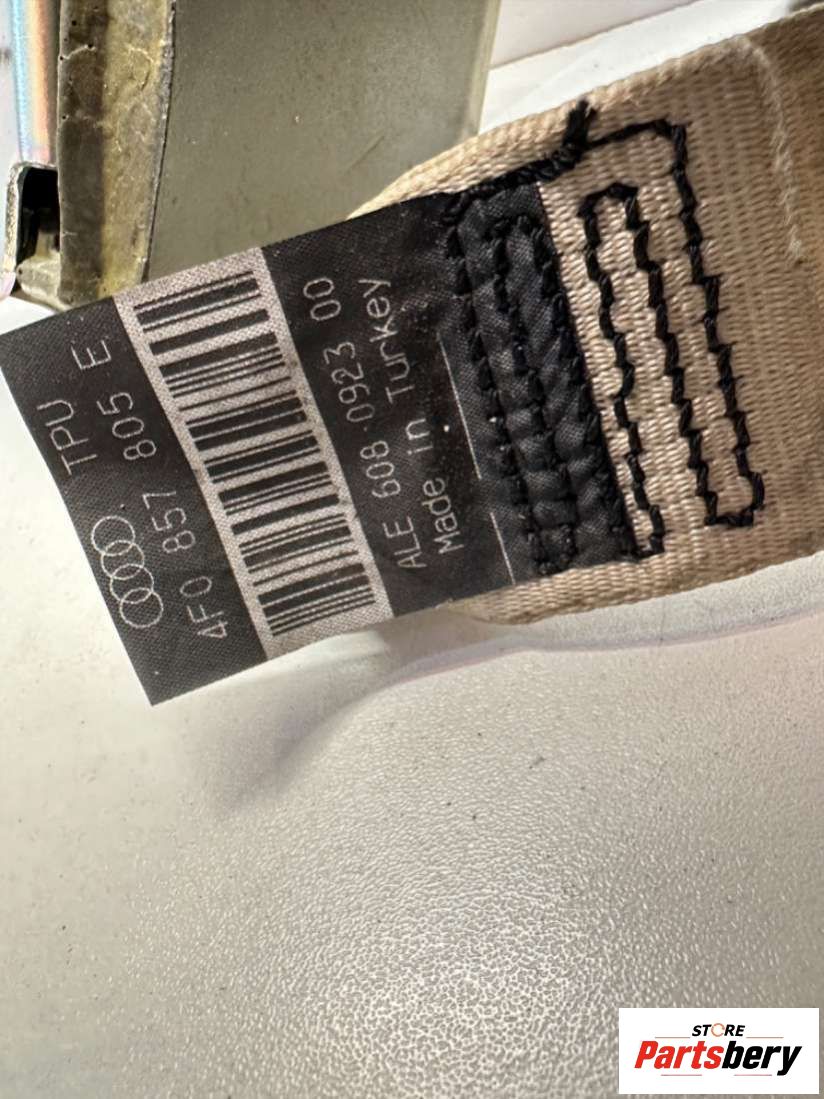 TPU
4F0 857 805 E
ALE 608 0923 00
Made in Turkey
STORE
Partsbery